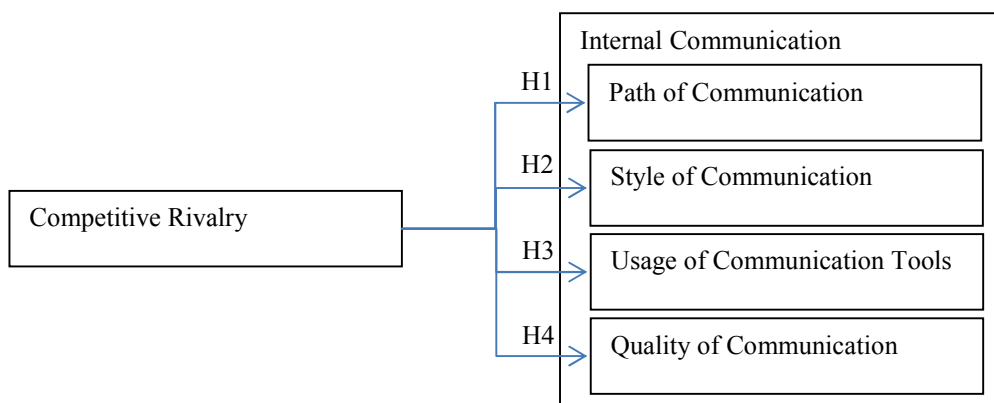 Internal Communication
H1
Path of Communication
H2
Style of Communication
Competitive Rivalry
H3
Usage of Communication Tools
H4
Quality of Communication